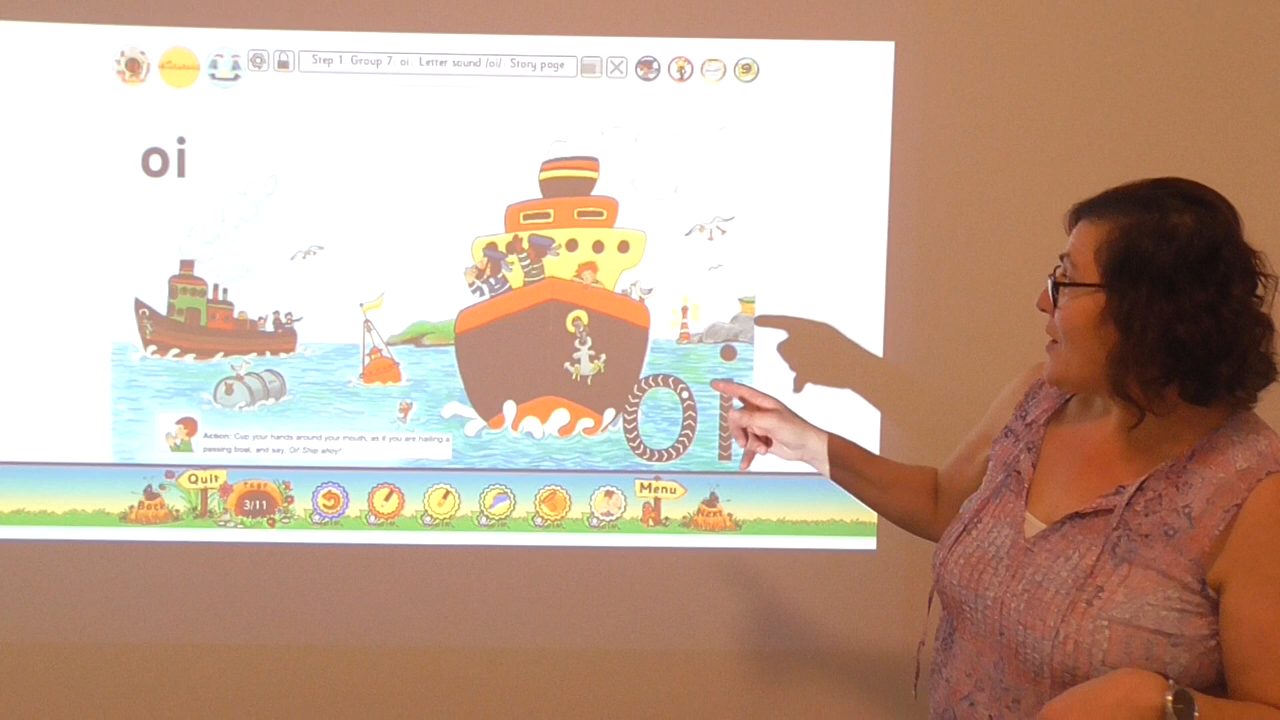 Step 1. Group 7. oi. Letter sound /oi/: Story page
oi
oi
Action: Cup your hands around your mouth, as if you are hailing a
passing boat, and say, Oi! Ship ahoy!
Quit
Menu
Back
PAGE
3/11
Next